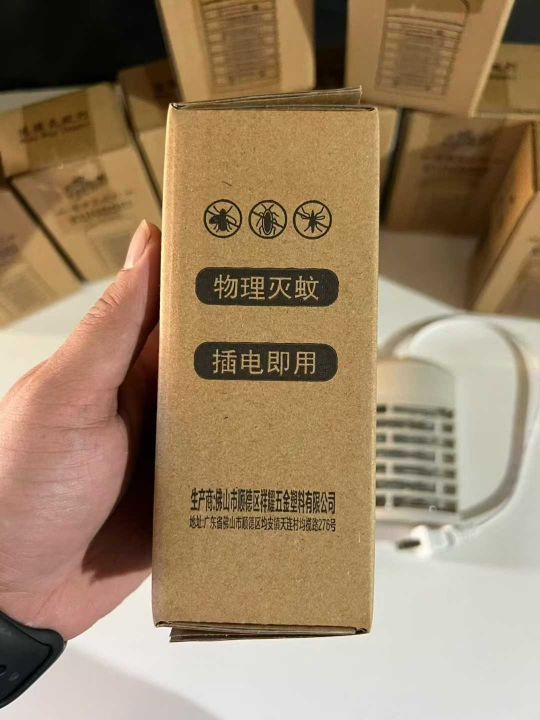 物理灭蚊
插电即用
生产商:佛山市顺德区祥耀五金塑料有限公司
地址:广东省佛山市顺德区均安镇天连村均榄路276号